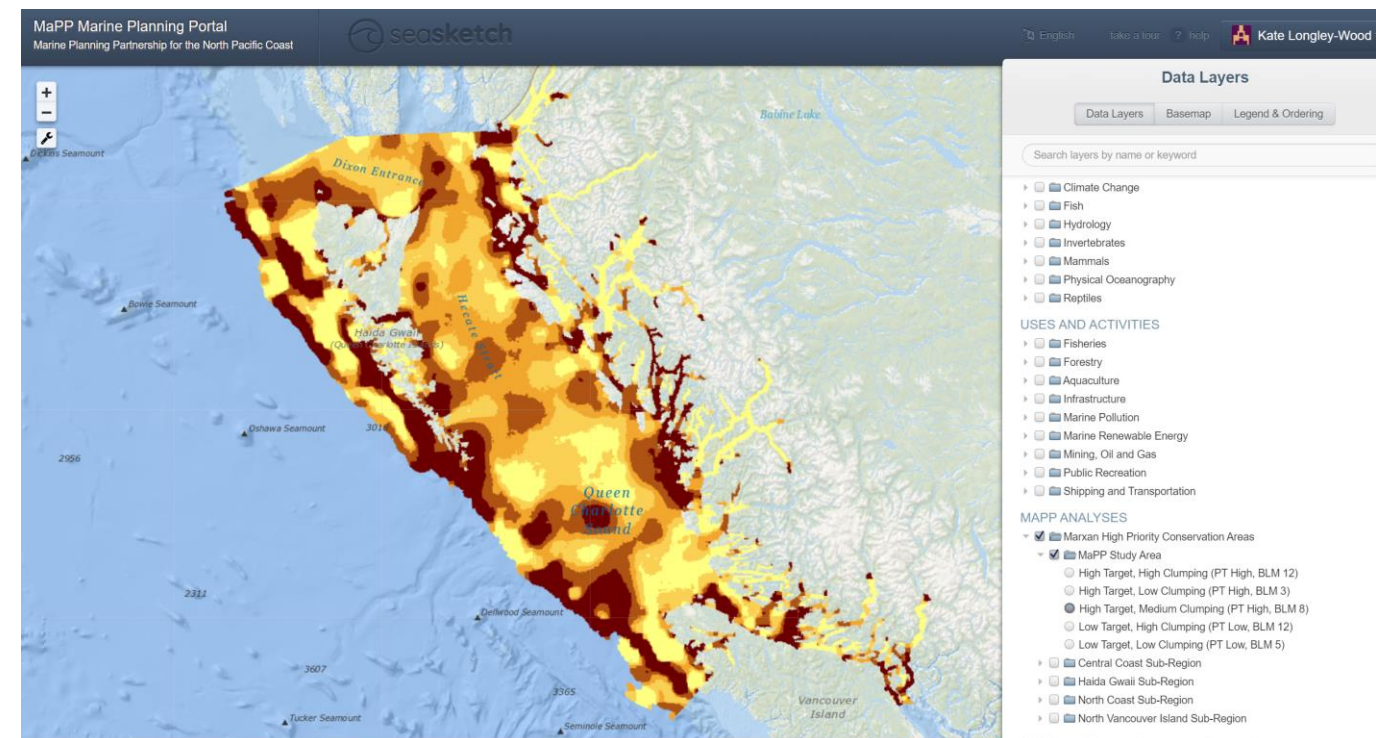 MaPP Marine Planning Portal
Marine Planning Partnership for the North Pacific Coast
seasketch
English take a tour ? help Kate Longley-Wood
+
−
Dickins Seamount
Dixon Entrance
Babine Lake
Bowie Seamount
Hecate Strait
Haida Gwaii
(Queen Charlotte Islands)
Oshawa Seamount
3010
2956
Queen
Charlotte
Sound
2311
Dellwood Seamount
3607
3365
Vancouver
Island
Tucker Seamount
Seminole Seamount
Data Layers
Data Layers Basemap Legend & Ordering
Search layers by name or keyword
Climate Change
Fish
Hydrology
Invertebrates
Mammals
Physical Oceanography
Reptiles
USES AND ACTIVITIES
Fisheries
Forestry
Aquaculture
Infrastructure
Marine Pollution
Marine Renewable Energy
Mining, Oil and Gas
Public Recreation
Shipping and Transportation
MAPP ANALYSES
Marxan High Priority Conservation Areas
MaPP Study Area
High Target, High Clumping (PT High, BLM 12)
High Target, Low Clumping (PT High, BLM 3)
High Target, Medium Clumping (PT High, BLM 8)
Low Target, High Clumping (PT Low, BLM 12)
Low Target, Low Clumping (PT Low, BLM 5)
Central Coast Sub-Region
Haida Gwaii Sub-Region
North Coast Sub-Region
North Vancouver Island Sub-Region